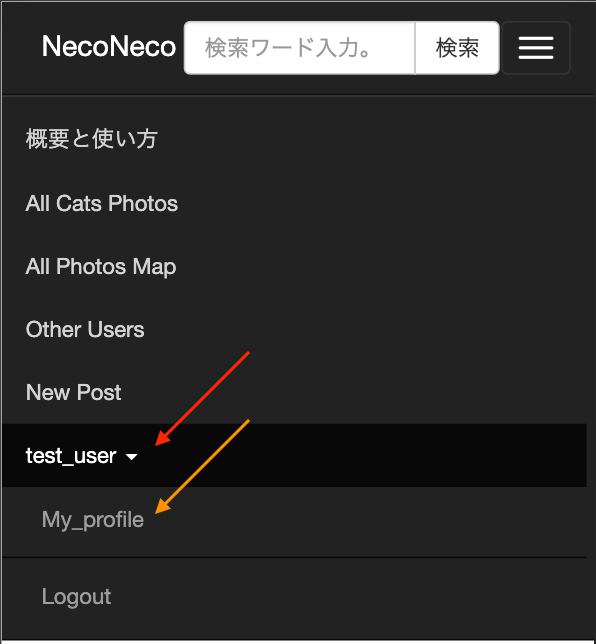 NecoNeco 検索ワード入力。 検索
概要と使い方
All Cats Photos
All Photos Map
Other Users
New Post
test_user
My_profile
Logout